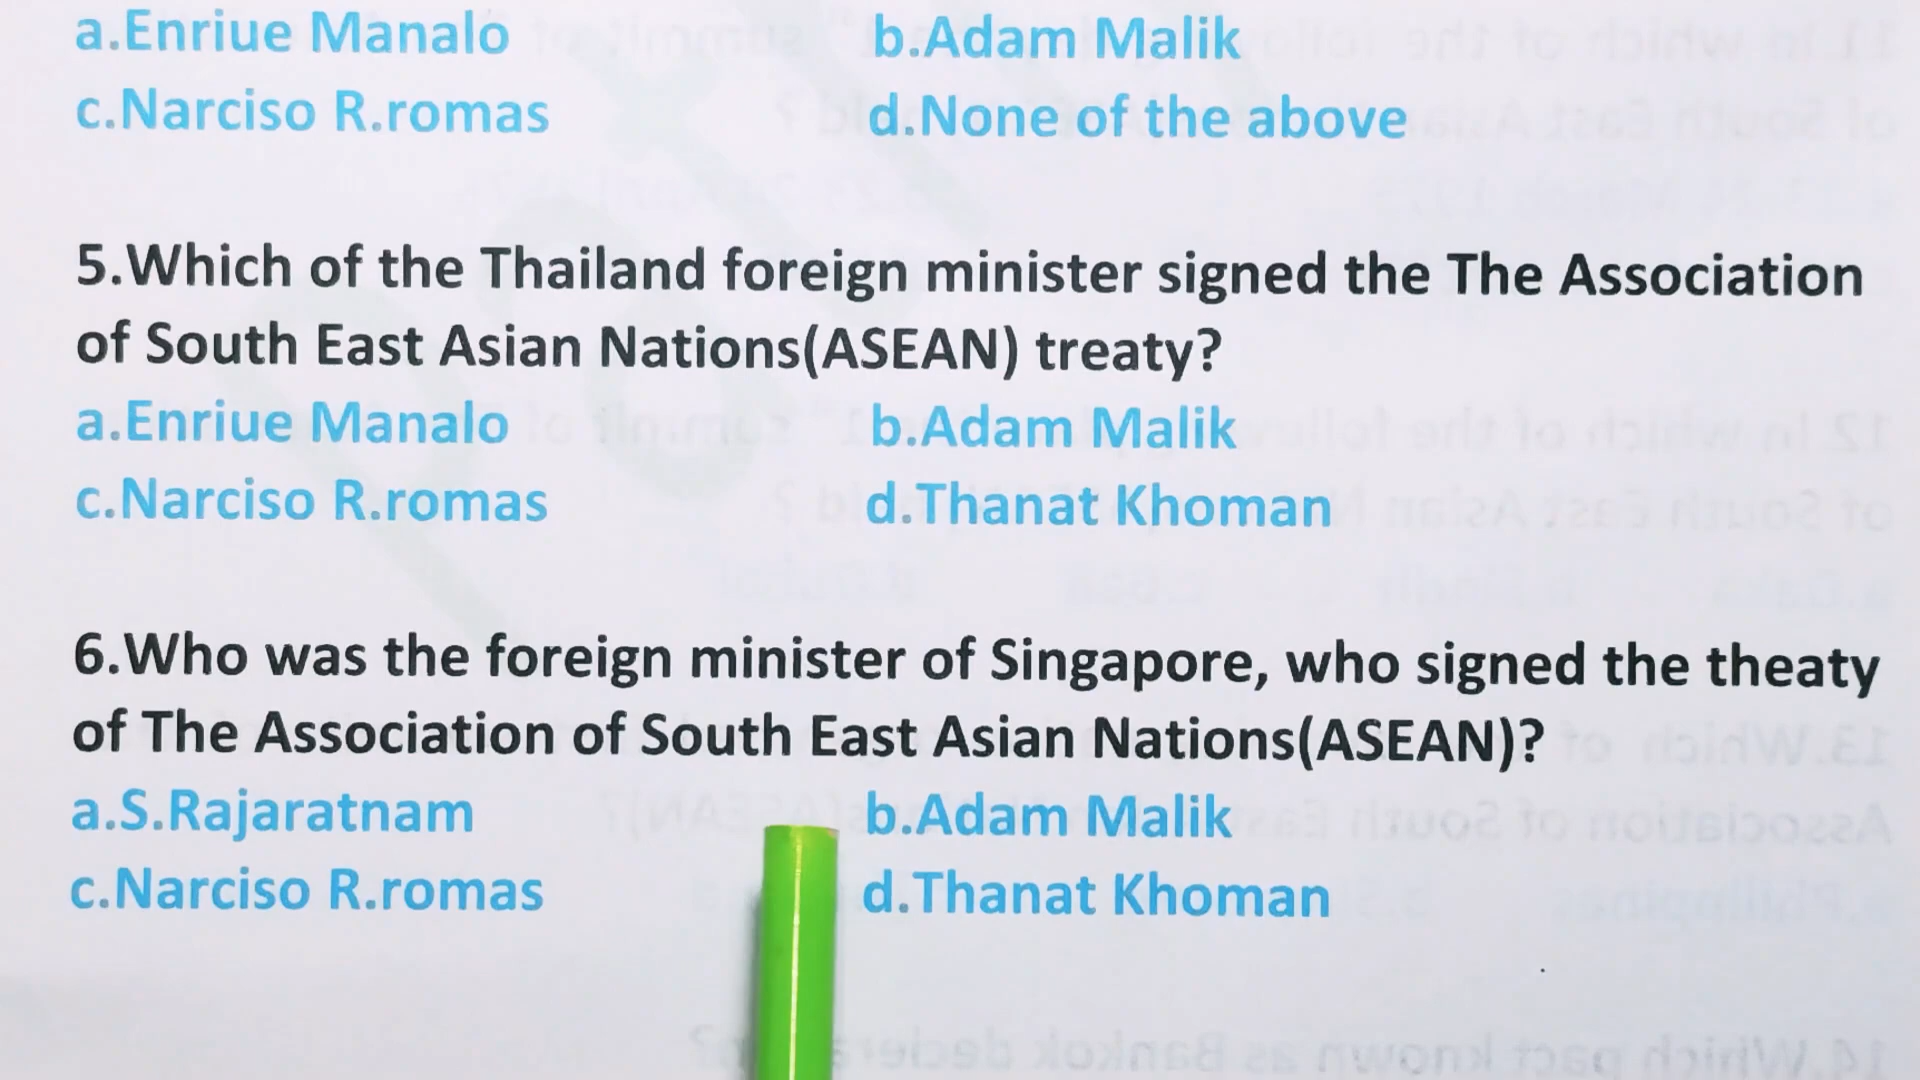 a.Enriue Manalo b.Adam Malik
c.Narciso R.romas d.None of the above
5.Which of the Thailand foreign minister signed the The Association
of South East Asian Nations(ASEAN) treaty?
a.Enriue Manalo b.Adam Malik
c.Narciso R.romas d.Thanat Khoman
6.Who was the foreign minister of Singapore, who signed the theaty
of The Association of South East Asian Nations(ASEAN)?
a.S.Rajaratnam b.Adam Malik
c.Narciso R.romas d.Thanat Khoman